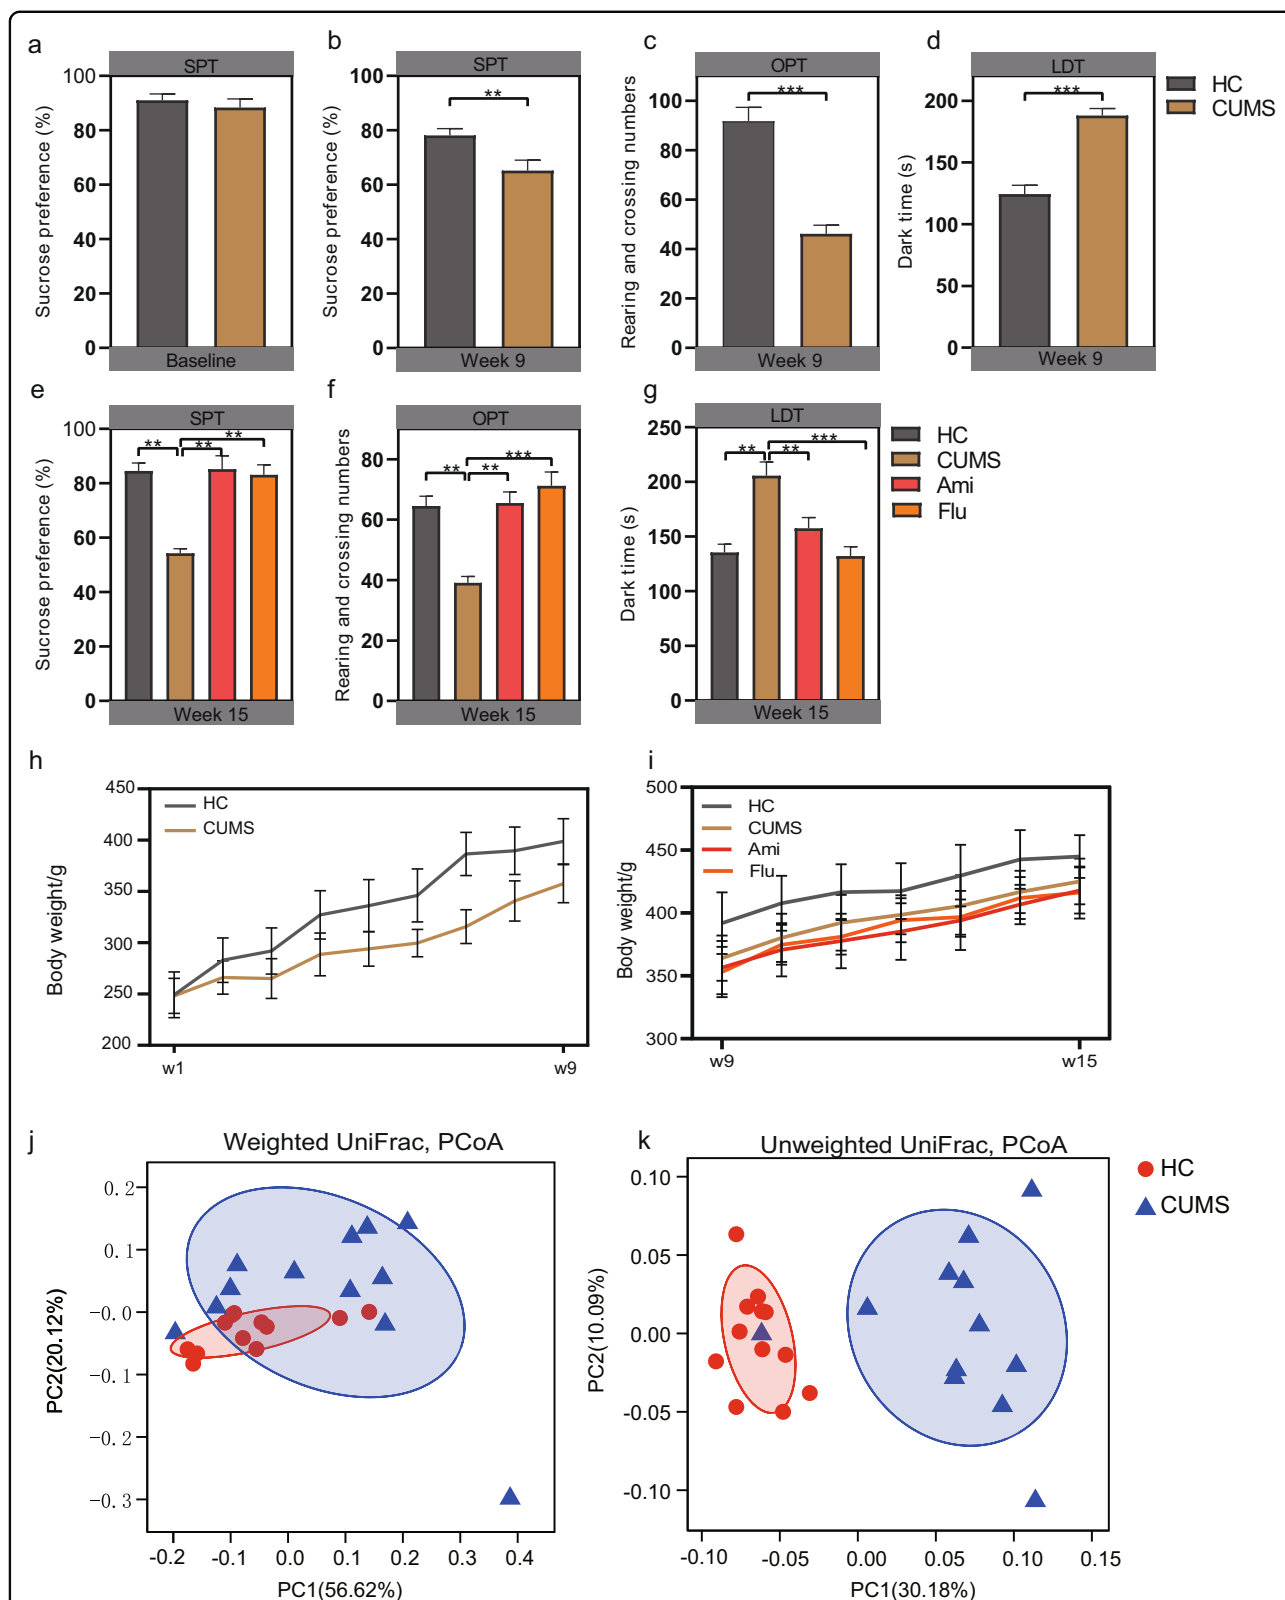 a
SPT
Sucrose preference (%)
100
80
60
40
20
0
Baseline
b
SPT
Sucrose preference (%)
100
80
60
40
20
0
**
Week 9
c
OPT
Rearing and crossing numbers
100
80
60
40
20
0
***
Week 9
d
LDT
Dark time (s)
200
150
100
50
0
***
Week 9
HC
CUMS
e
SPT
Sucrose preference (%)
100
80
60
40
20
0
**
**
**
Week 15
f
OPT
Rearing and crossing numbers
80
60
40
20
0
**
**
***
Week 15
g
LDT
Dark time (s)
250
200
150
100
50
0
**
**
***
Week 15
HC
CUMS
Ami
Flu
h
Body weight/g
450
400
350
300
250
200
HC
CUMS
w1
w9
i
Body weight/g
500
450
400
350
300
HC
CUMS
Ami
Flu
w9
w15
j
Weighted UniFrac, PCoA
PC2(20.12%)
0.2
0.1
-0.0
-0.1
-0.2
-0.3
-0.2
-0.1
0.0
0.1
0.2
0.3
0.4
PC1(56.62%)
k
Unweighted UniFrac, PCoA
PC2(10.09%)
0.10
0.05
0.00
-0.05
-0.10
-0.10
-0.05
0.00
0.05
0.10
0.15
PC1(30.18%)
HC
CUMS